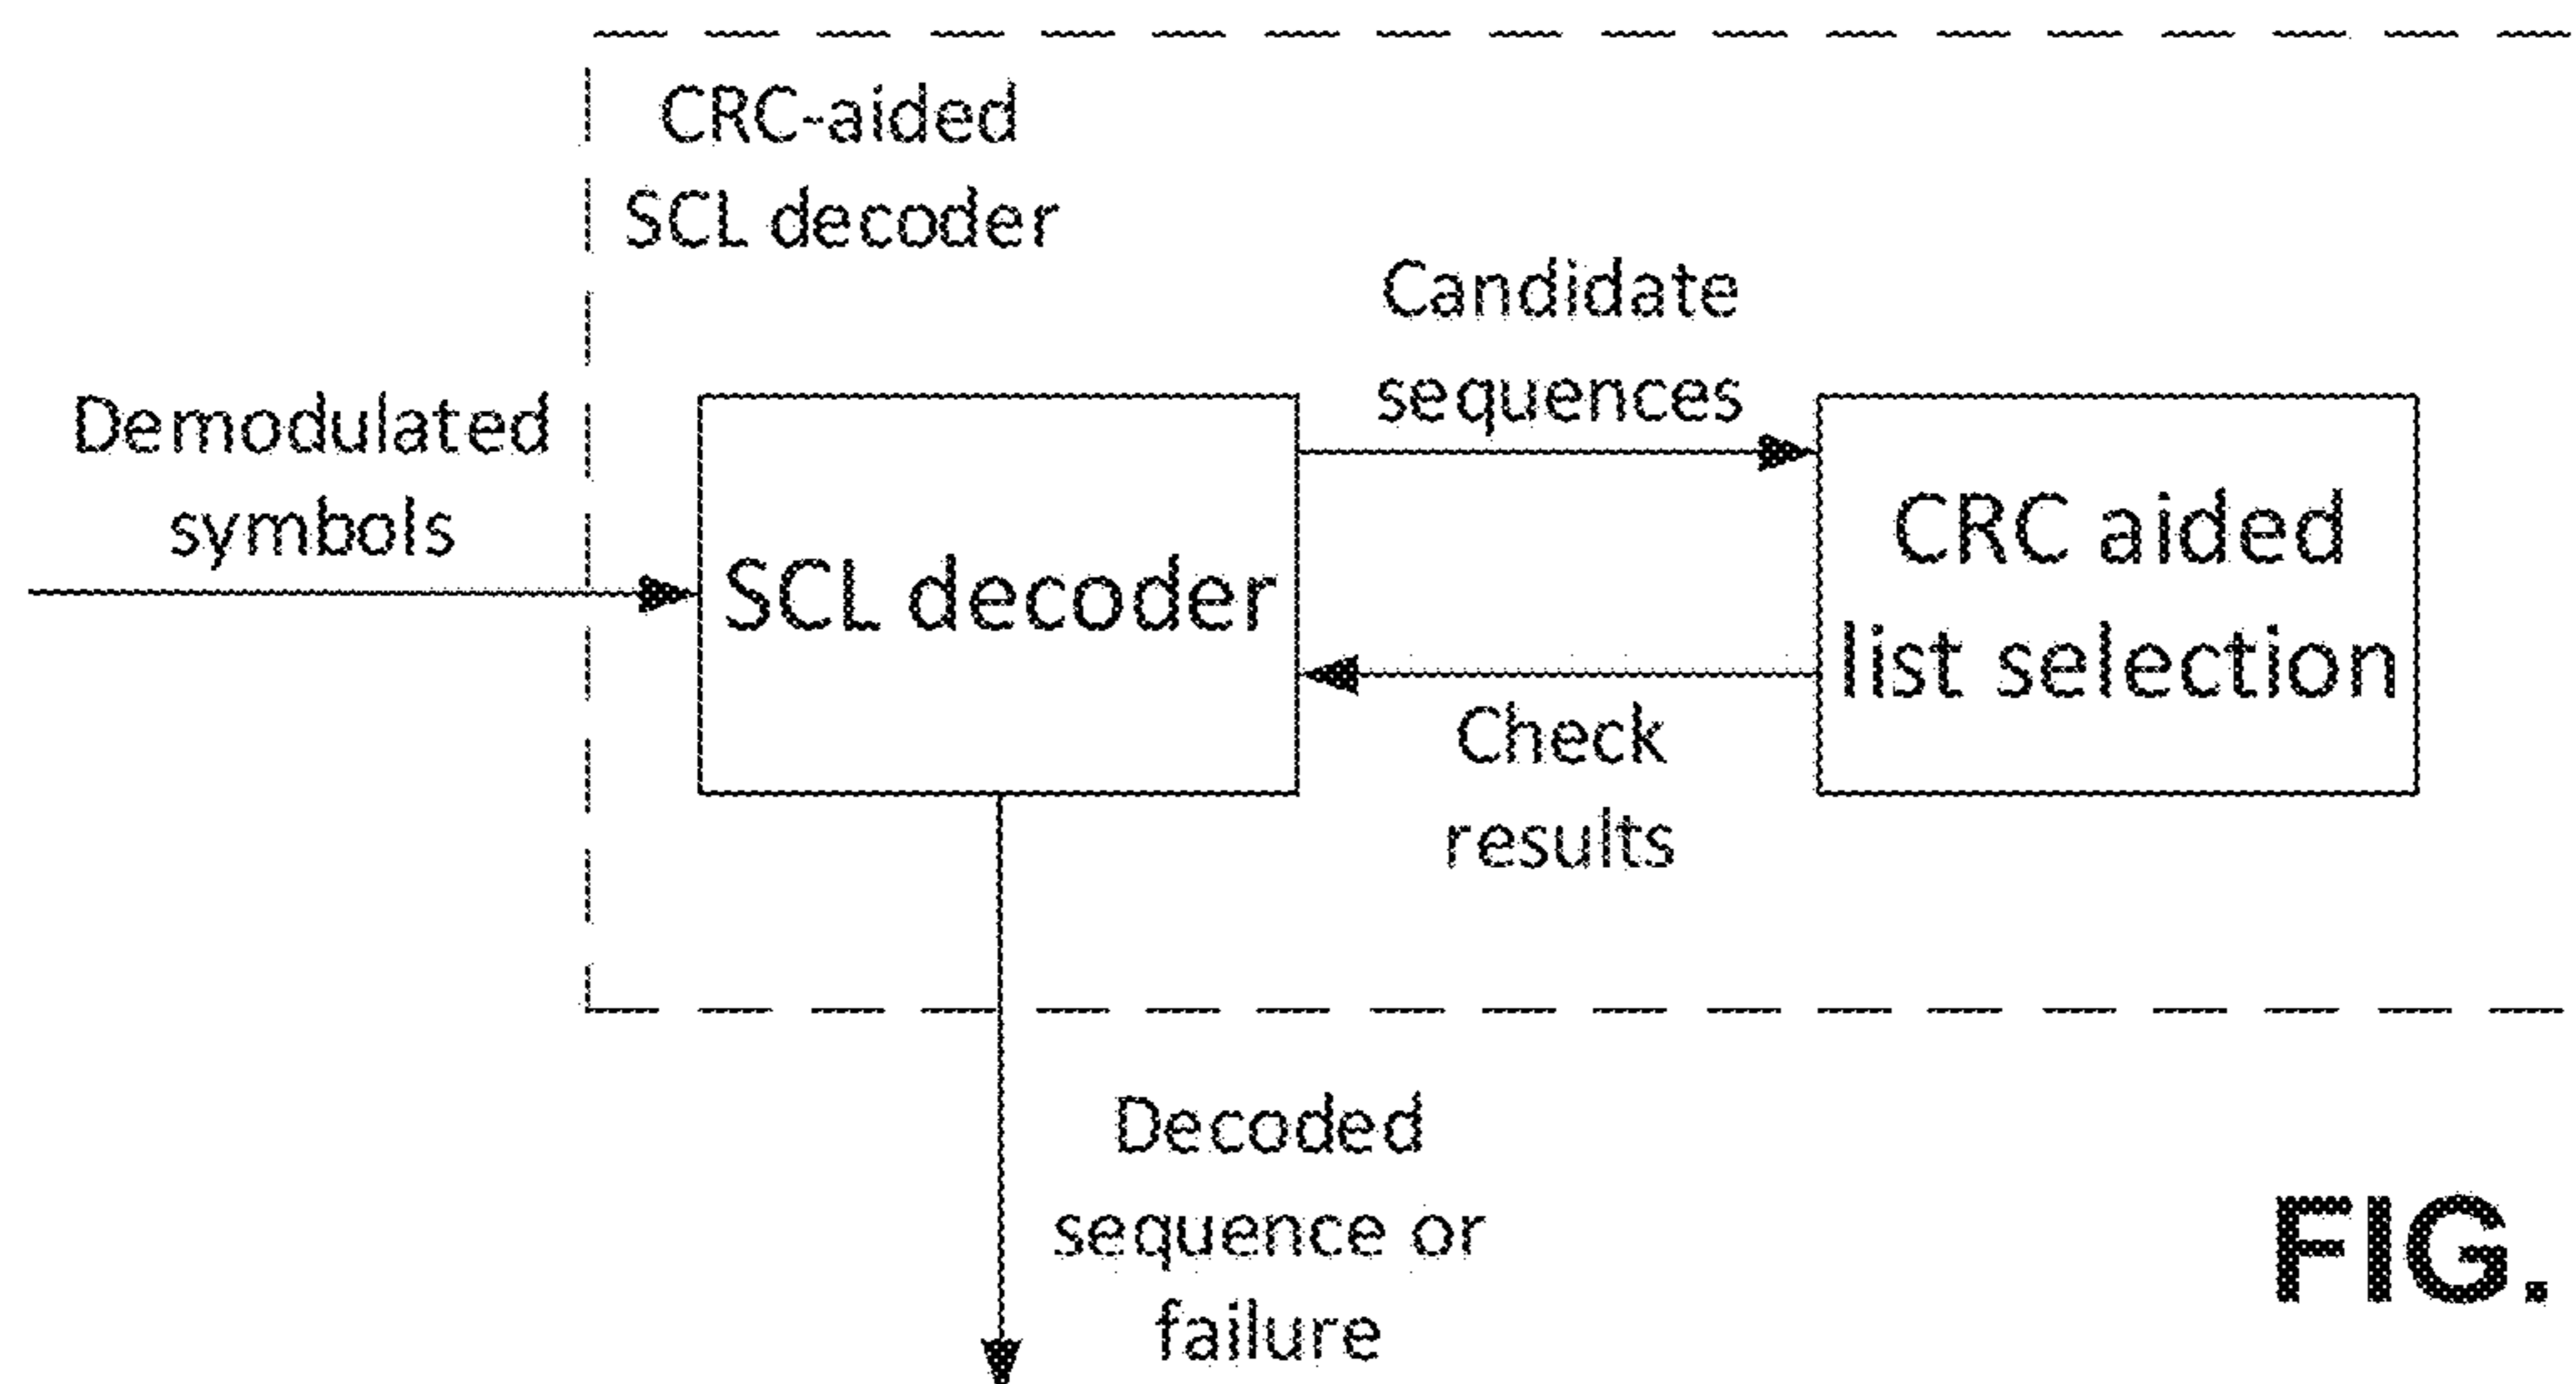 CRC-aided
SCL decoder
Candidate
sequences
Demodulated
symbols
SCL decoder
CRC aided
list selection
Check
results
Decoded
sequence or
failure
FIG.